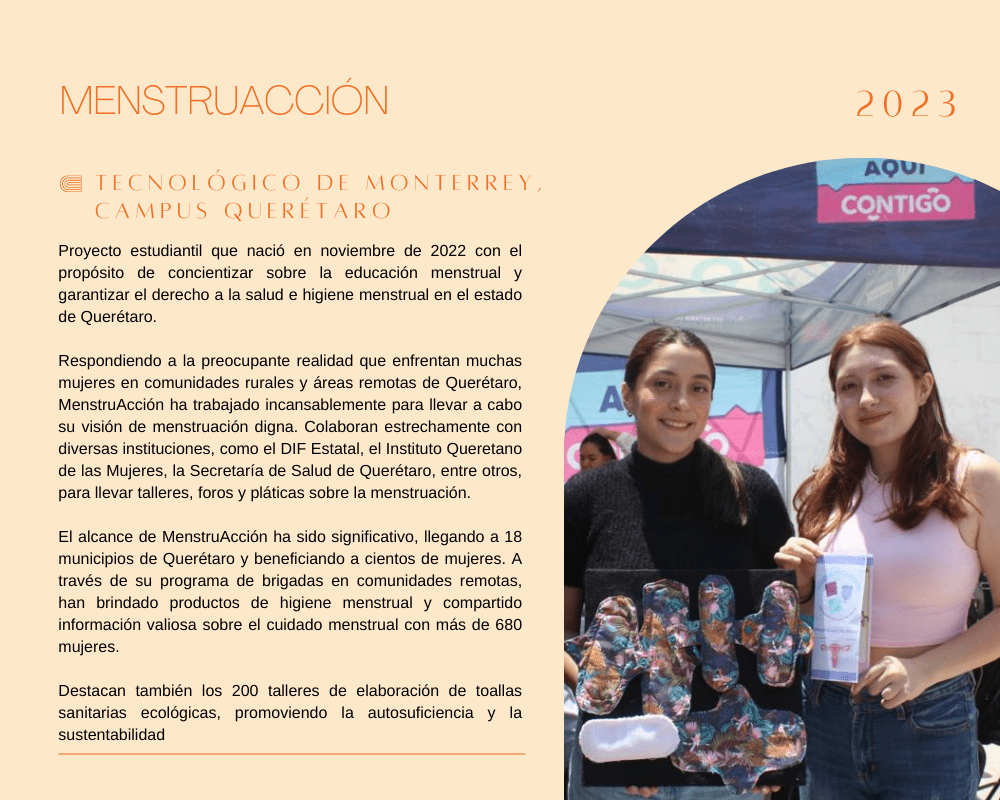 MENSTRUACCIÓN
2023
TECNOLÓGICO DE MONTERREY,
CAMPUS QUERÉTARO
Proyecto estudiantil que nació en noviembre de 2022 con el
propósito de concientizar sobre la educación menstrual y
garantizar el derecho a la salud e higiene menstrual en el estado
de Querétaro.
Respondiendo a la preocupante realidad que enfrentan muchas
mujeres en comunidades rurales y áreas remotas de Querétaro,
MenstruAcción ha trabajado incansablemente para llevar a cabo
su visión de menstruación digna. Colaboran estrechamente con
diversas instituciones, como el DIF Estatal, el Instituto Queretano
de las Mujeres, la Secretaría de Salud de Querétaro, entre otros,
para llevar talleres, foros y pláticas sobre la menstruación.
El alcance de MenstruAcción ha sido significativo, llegando a 18
municipios de Querétaro y beneficiando a cientos de mujeres. A
través de su programa de brigadas en comunidades remotas,
han brindado productos de higiene menstrual y compartido
información valiosa sobre el cuidado menstrual con más de 680
mujeres.
Destacan también los 200 talleres de elaboración de toallas
sanitarias ecológicas, promoviendo la autosuficiencia y la
sustentabilidad
AQUÍ
CONTIGO